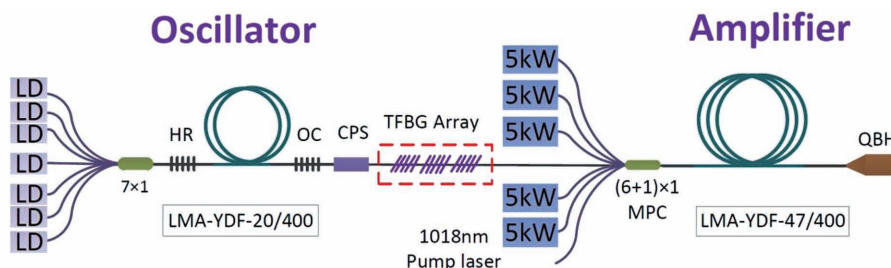 Oscillator
Amplifier
LD
LD
LD
LD
LD
LD
LD
7×1
HR
OC
CPS
TFBG Array
LMA-YDF-20/400
5kW
5kW
5kW
5kW
5kW
1018nm
Pump laser
(6+1)×1
MPC
LMA-YDF-47/400
QBH